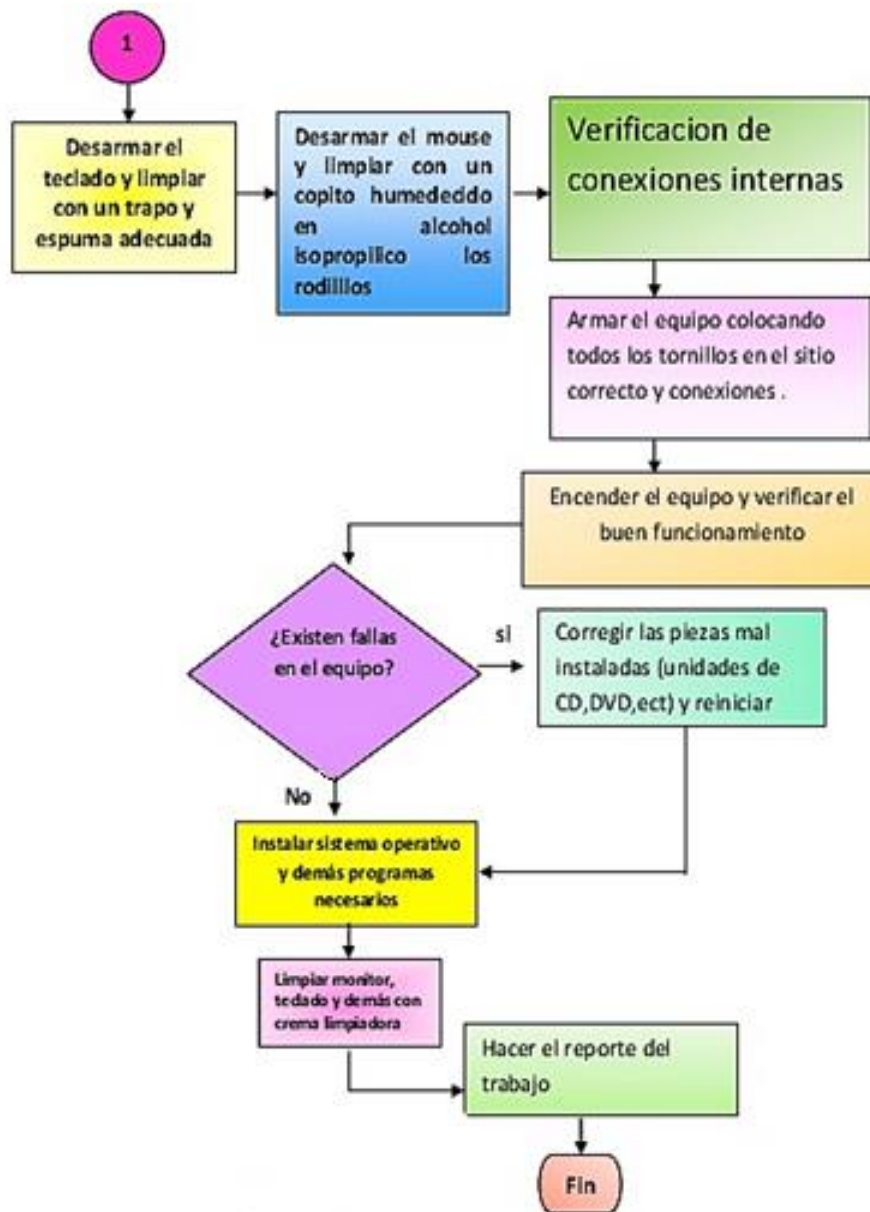 1
Desarmar el
teclado y limpiar
con un trapo y
espuma adecuada
Desarmar el mouse
y limpiar con un
copito humededdo
en alcohol
isopropilico los
rodillos
Verificacion de
conexiones internas
Armar el equipo colocando
todos los tornillos en el sitio
correcto y conexiones .
Encender el equipo y verificar el
buen funcionamiento
¿Existen fallas
en el equipo?
si
Corregir las piezas mal
instaladas (unidades de
CD,DVD,ect) y reiniciar
No
Instalar sistema operativo
y demás programas
necesarios
Limpiar monitor,
teclado y demás con
crema limpiadora
Hacer el reporte del
trabajo
Fin